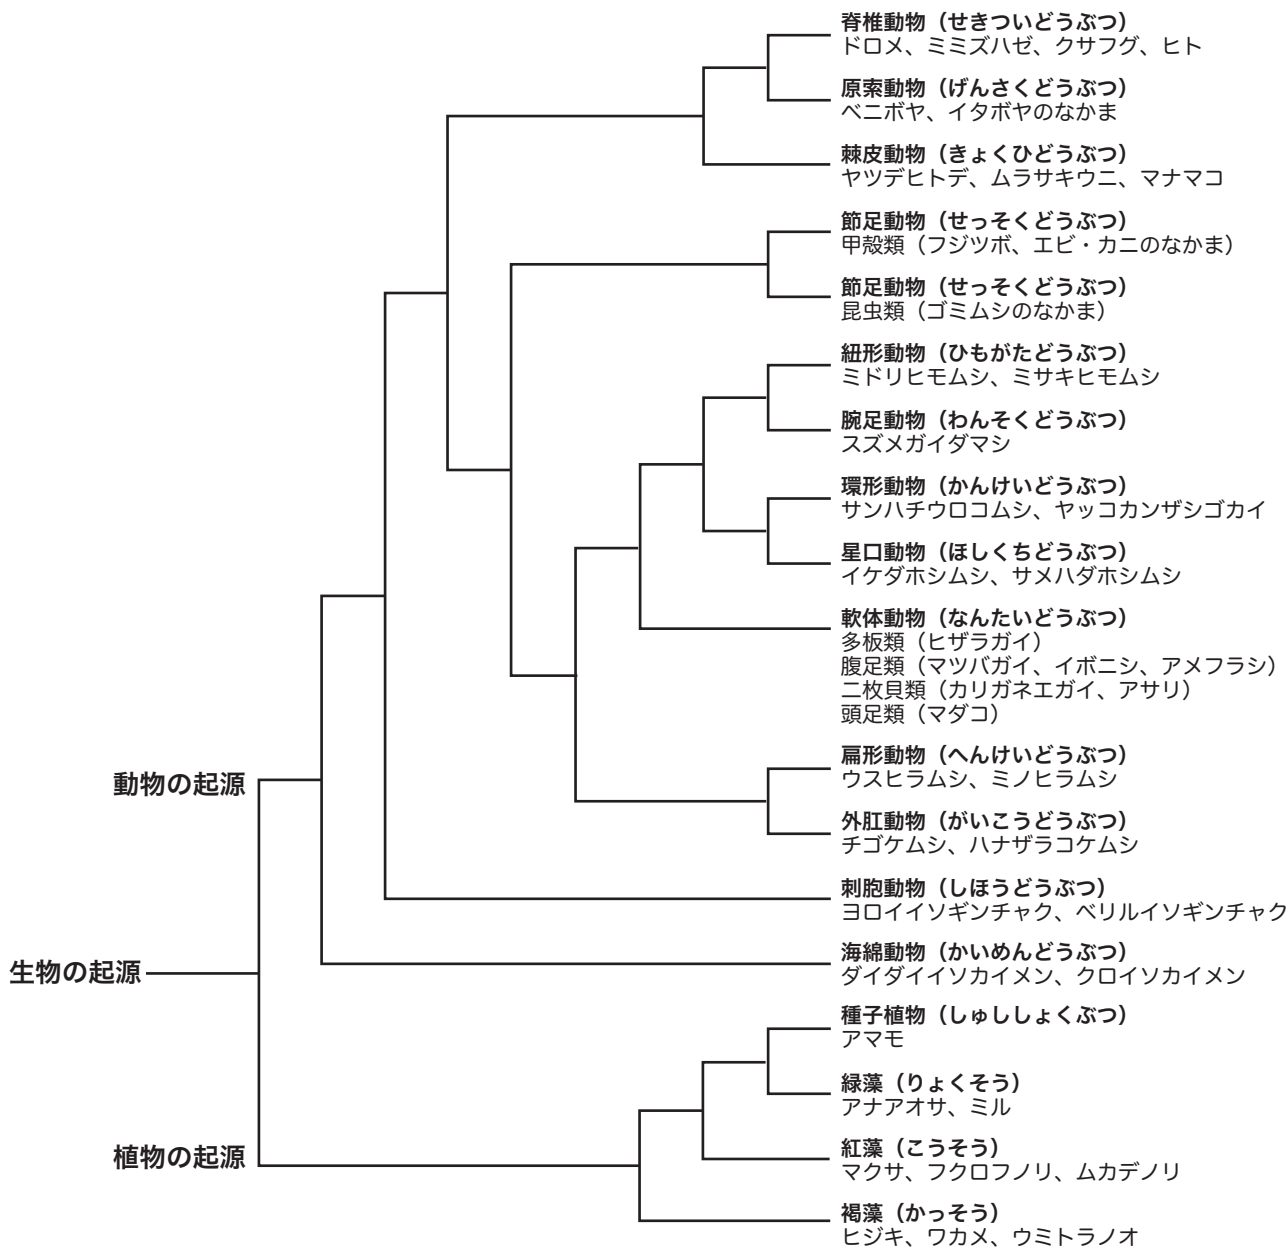 脊椎動物（せきついどうぶつ）
ドロメ、ミミズハゼ、クサフグ、ヒト
原索動物（げんさくどうぶつ）
ベニボヤ、イタボヤのなかま
棘皮動物（きょくひどうぶつ）
ヤツデヒトデ、ムラサキウニ、マナマコ
節足動物（せっそくどうぶつ）
甲殻類（フジツボ、エビ・カニのなかま）
節足動物（せっそくどうぶつ）
昆虫類（ゴミムシのなかま）
紐形動物（ひもがたどうぶつ）
ミドリヒモムシ、ミサキヒモムシ
腕足動物（わんそくどうぶつ）
スズメガイダマシ
環形動物（かんけいどうぶつ）
サンハチウロコムシ、ヤッコカンザシゴカイ
星口動物（ほしくちどうぶつ）
イケダホシムシ、サメハダホシムシ
軟体動物（なんたいどうぶつ）
多板類（ヒザラガイ）
腹足類（マツバガイ、イボニシ、アメフラシ）
二枚貝類（カリガネエガイ、アサリ）
頭足類（マダコ）
扁形動物（へんけいどうぶつ）
ウスヒラムシ、ミノヒラムシ
外肛動物（がいこうどうぶつ）
チゴケムシ、ハナザラコケムシ
刺胞動物（しほうどうぶつ）
ヨロイイソギンチャク、ベリルイソギンチャク
海綿動物（かいめんどうぶつ）
ダイダイイソカイメン、クロイソカイメン
種子植物（しゅししょくぶつ）
アマモ
緑藻（りょくそう）
アナアオサ、ミル
紅藻（こうそう）
マクサ、フクロフノリ、ムカデノリ
褐藻（かっそう）
ヒジキ、ワカメ、ウミトラノオ
動物の起源
生物の起源
植物の起源